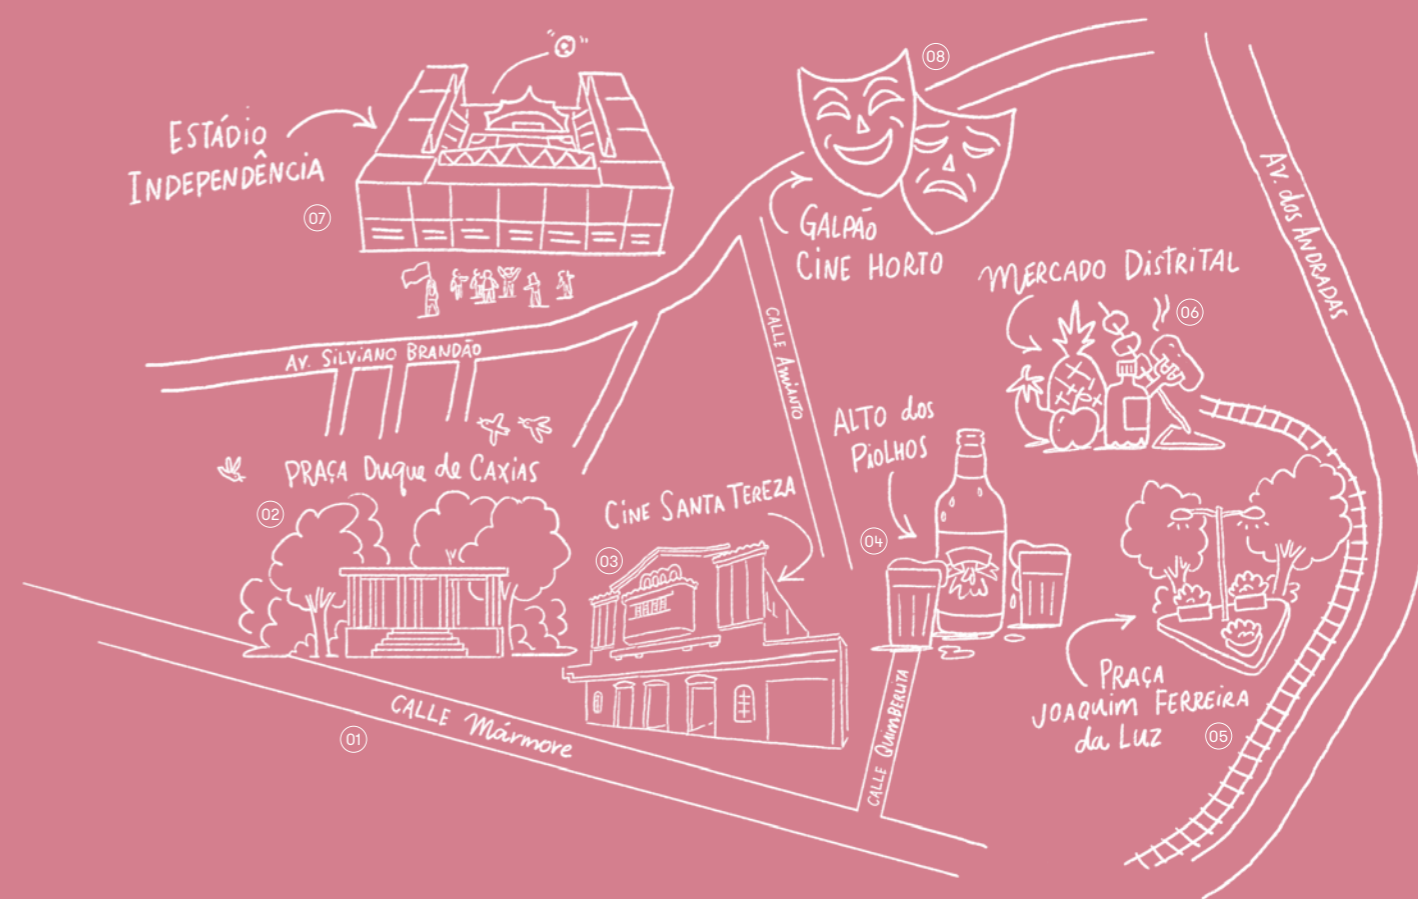 08
ESTÁDIO
INDEPENDÊNCIA
07
GALPÃO
CINE HORTO
AV. dos ANDRADAS
MERCADO DISTRITAL
06
AV. SILVIANO BRANDÃO
CALLE Amianto
ALTO dos
PIOLHOS
04
PRAÇA Duque de CAXIAS
02
CINE SANTA TEREZA
03
PRAÇA
JOAQUIM FERREIRA
da LUZ
05
CALLE QUIMBERLITA
CALLE Mármore
01